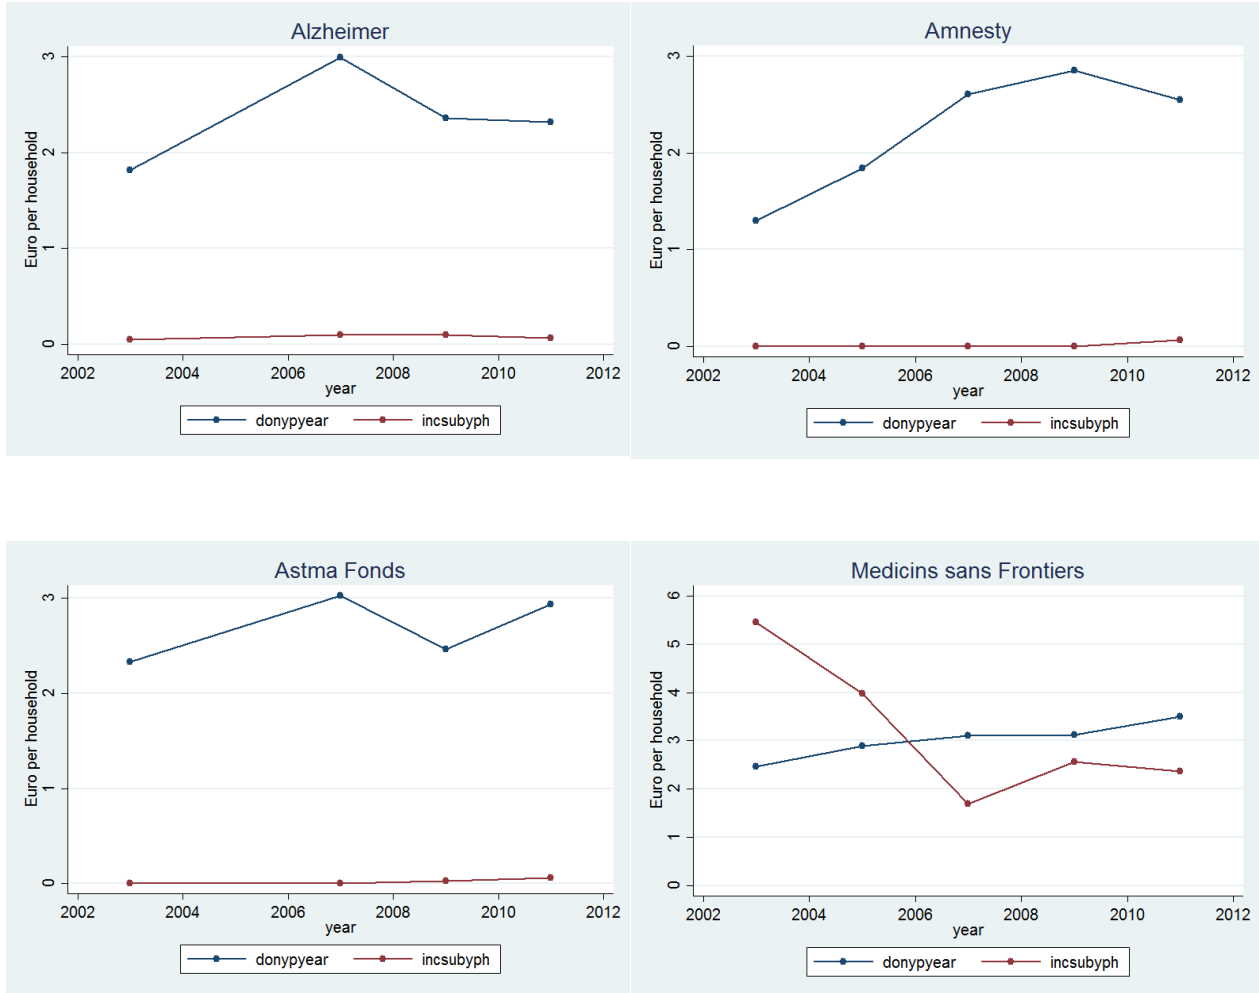 Alzheimer
Euro per household
3
2
1
0
2002 2004 2006 2008 2010 2012
year
donypyear incsubyph
Amnesty
Euro per household
3
2
1
0
2002 2004 2006 2008 2010 2012
year
donypyear incsubyph
Astma Fonds
Euro per household
3
2
1
0
2002 2004 2006 2008 2010 2012
year
donypyear incsubyph
Medicins sans Frontiers
Euro per household
6
5
4
3
2
1
0
2002 2004 2006 2008 2010 2012
year
donypyear incsubyph